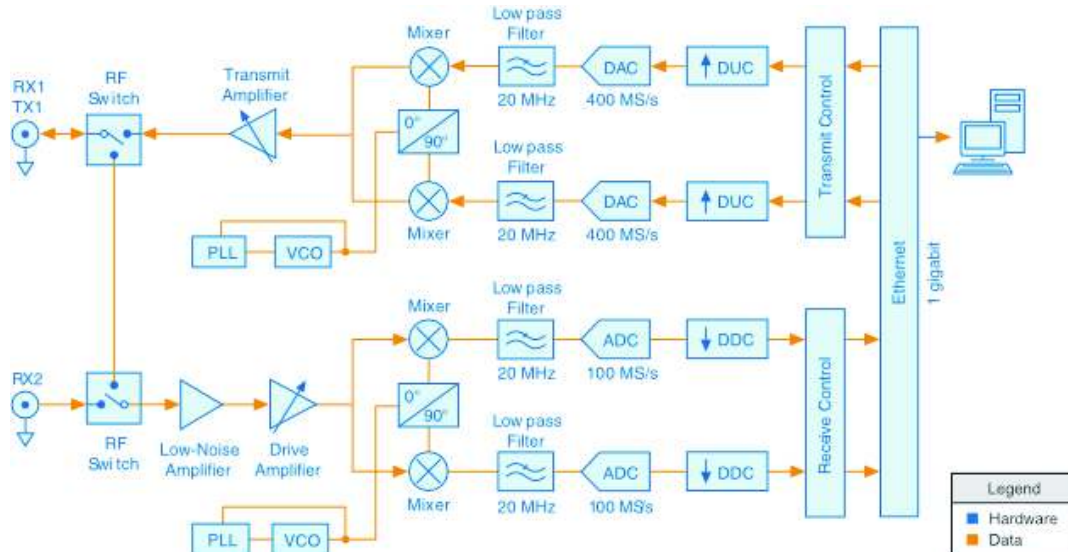 Low pass
Filter
Mixer
DAC
DUC
20 MHz
400 MS/s
RF
Switch
Transmit
Amplifier
RX1
TX1
0°
90°
Low pass
Filter
DAC
DUC
20 MHz
400 MS/s
Mixer
PLL
VCO
Transmit Control
Ethernet
1 gigabit
Low pass
Filter
Mixer
ADC
DDC
20 MHz
100 MS/s
RX2
RF
Switch
Low-Noise
Amplifier
Drive
Amplifier
0°
90°
Low pass
Filter
ADC
DDC
20 MHz
100 MS/s
Mixer
PLL
VCO
Receive Control
Legend
Hardware
Data